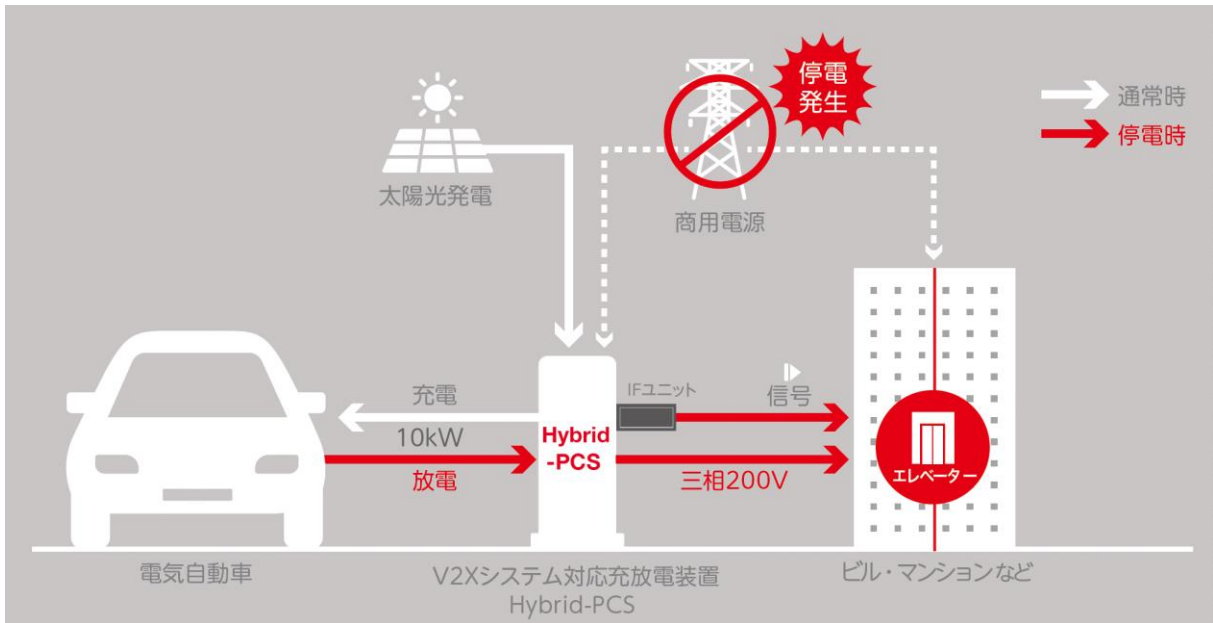 停電
発生
通常時
停電時
太陽光発電
商用電源
充電
10kW
放電
Hybrid
-PCS
IFユニット
信号
三相200V
エレベーター
電気自動車
V2Xシステム対応充放電装置
Hybrid-PCS
ビル・マンションなど